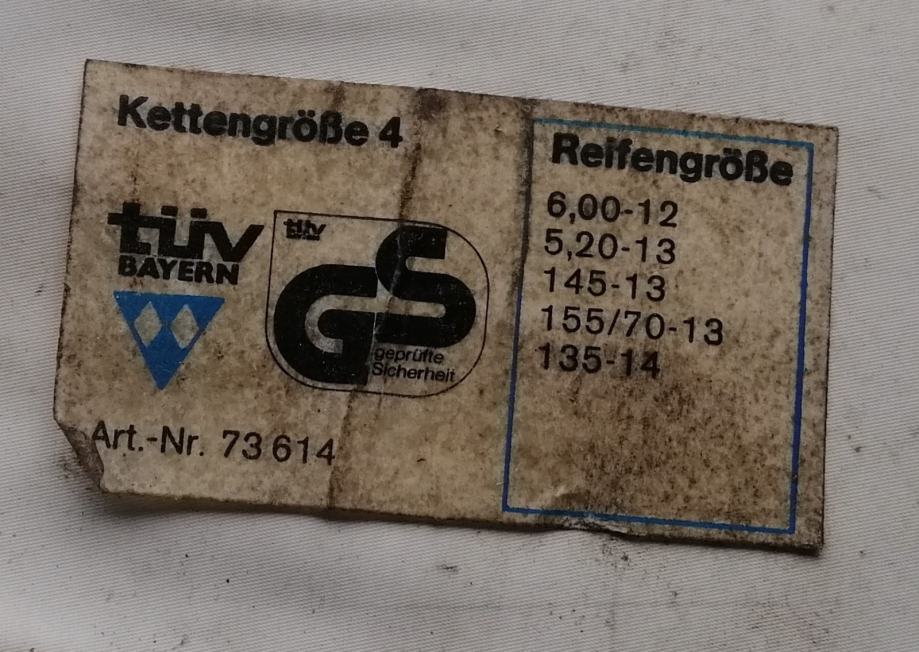 Kettengröße 4
tüv
BAYERN
tüv
GS
geprüfte
Sicherheit
Art.-Nr. 73 614
Reifengröße
6,00-12
5,20-13
145-13
155/70-13
135-14